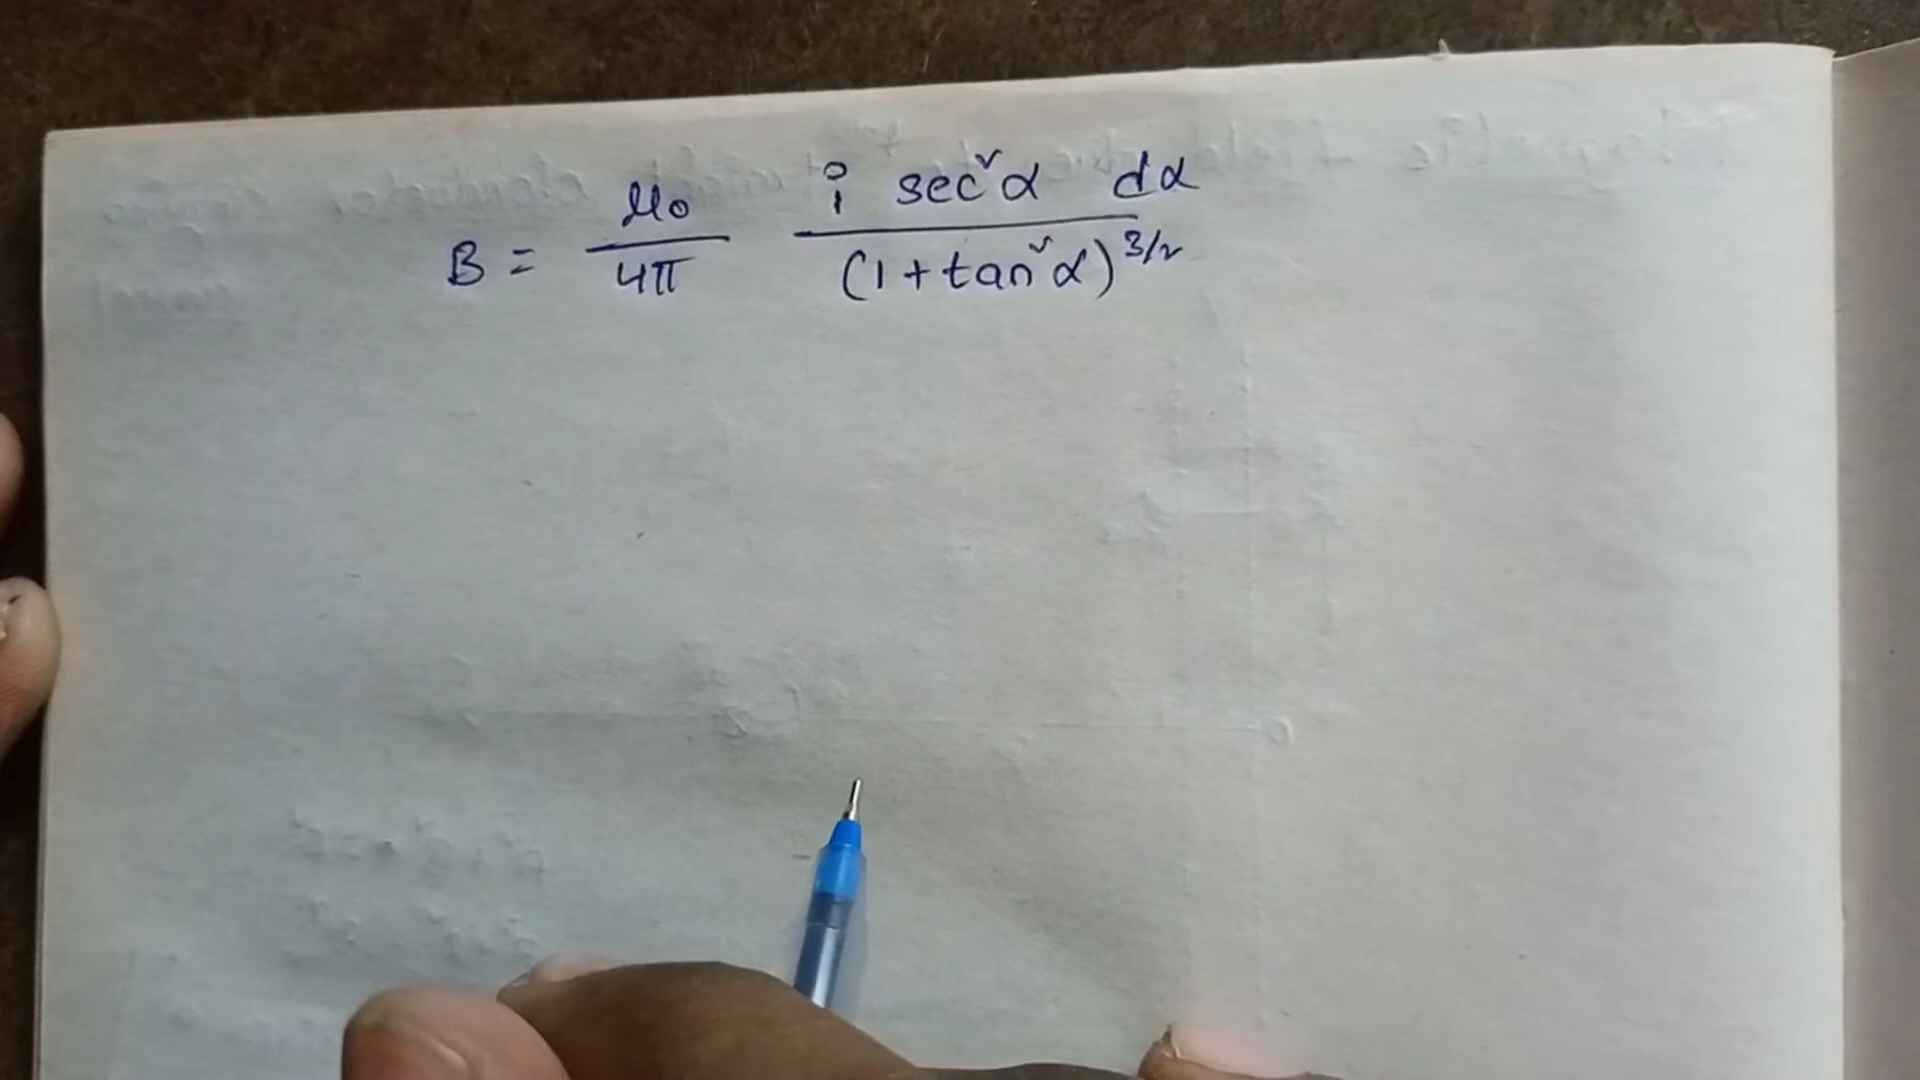 B = μ₀/4π i sec²α dα/(1+tan²α)^3/2